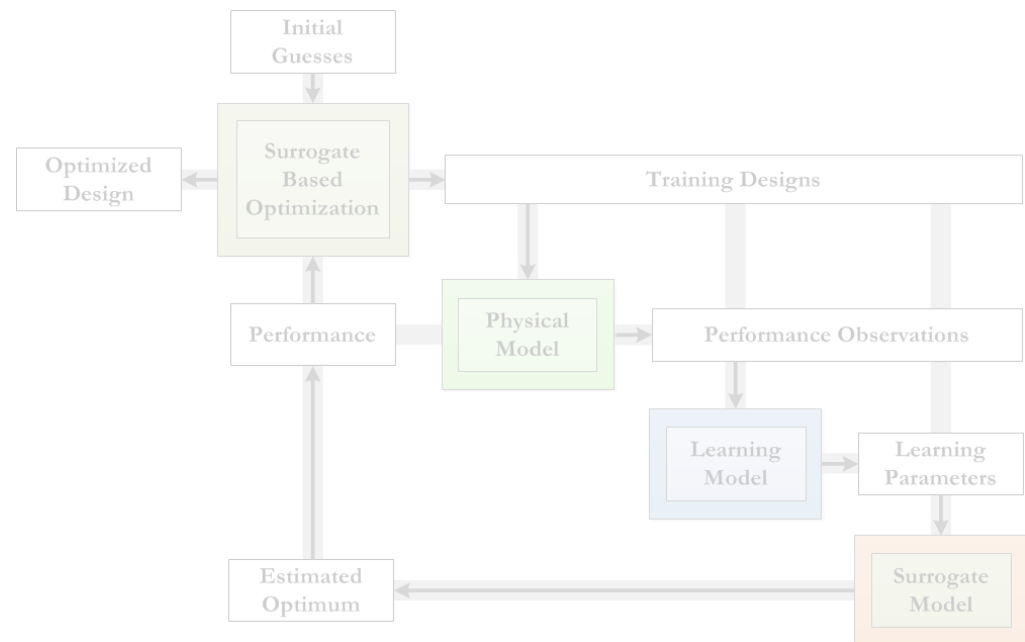 Initial
Guesses
Optimized
Design
Surrogate
Based
Optimization
Training Designs
Performance
Physical
Model
Performance Observations
Learning
Model
Learning
Parameters
Estimated
Optimum
Surrogate
Model